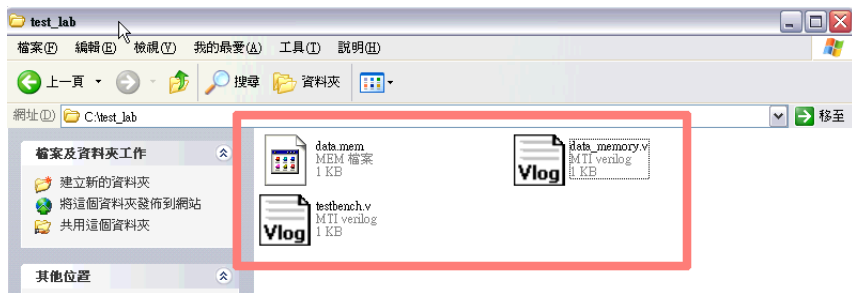 test_lab
檔案(F) 編輯(E) 檢視(V) 我的最愛(A) 工具(T) 說明(H)
上一頁 搜尋 資料夾
網址(D) C:\test_lab 移至
檔案及資料夾工作
建立新的資料夾
將這個資料夾發佈到網站
共用這個資料夾
其他位置
data.mem
MEM 檔案
1 KB
data_memory.v
MTI verilog
1 KB
Vlog
testbench.v
MTI verilog
1 KB
Vlog